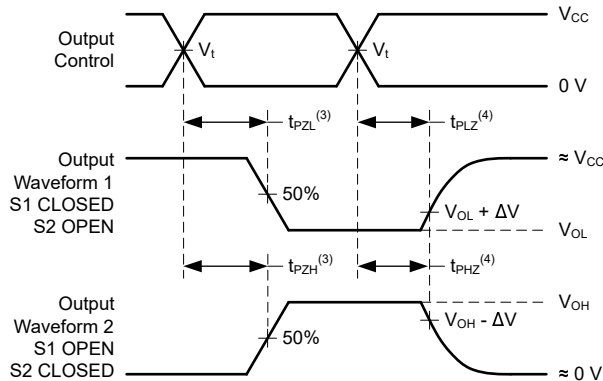 V_CC
Output
Control
V_t
V_t
0 V
t_PZL^(3)
t_PLZ^(4)
Output
Waveform 1
S1 CLOSED
S2 OPEN
≈ V_CC
50%
V_OL + ΔV
V_OL
t_PZH^(3)
t_PHZ^(4)
Output
Waveform 2
S1 OPEN
S2 CLOSED
V_OH
V_OH - ΔV
50%
≈ 0 V